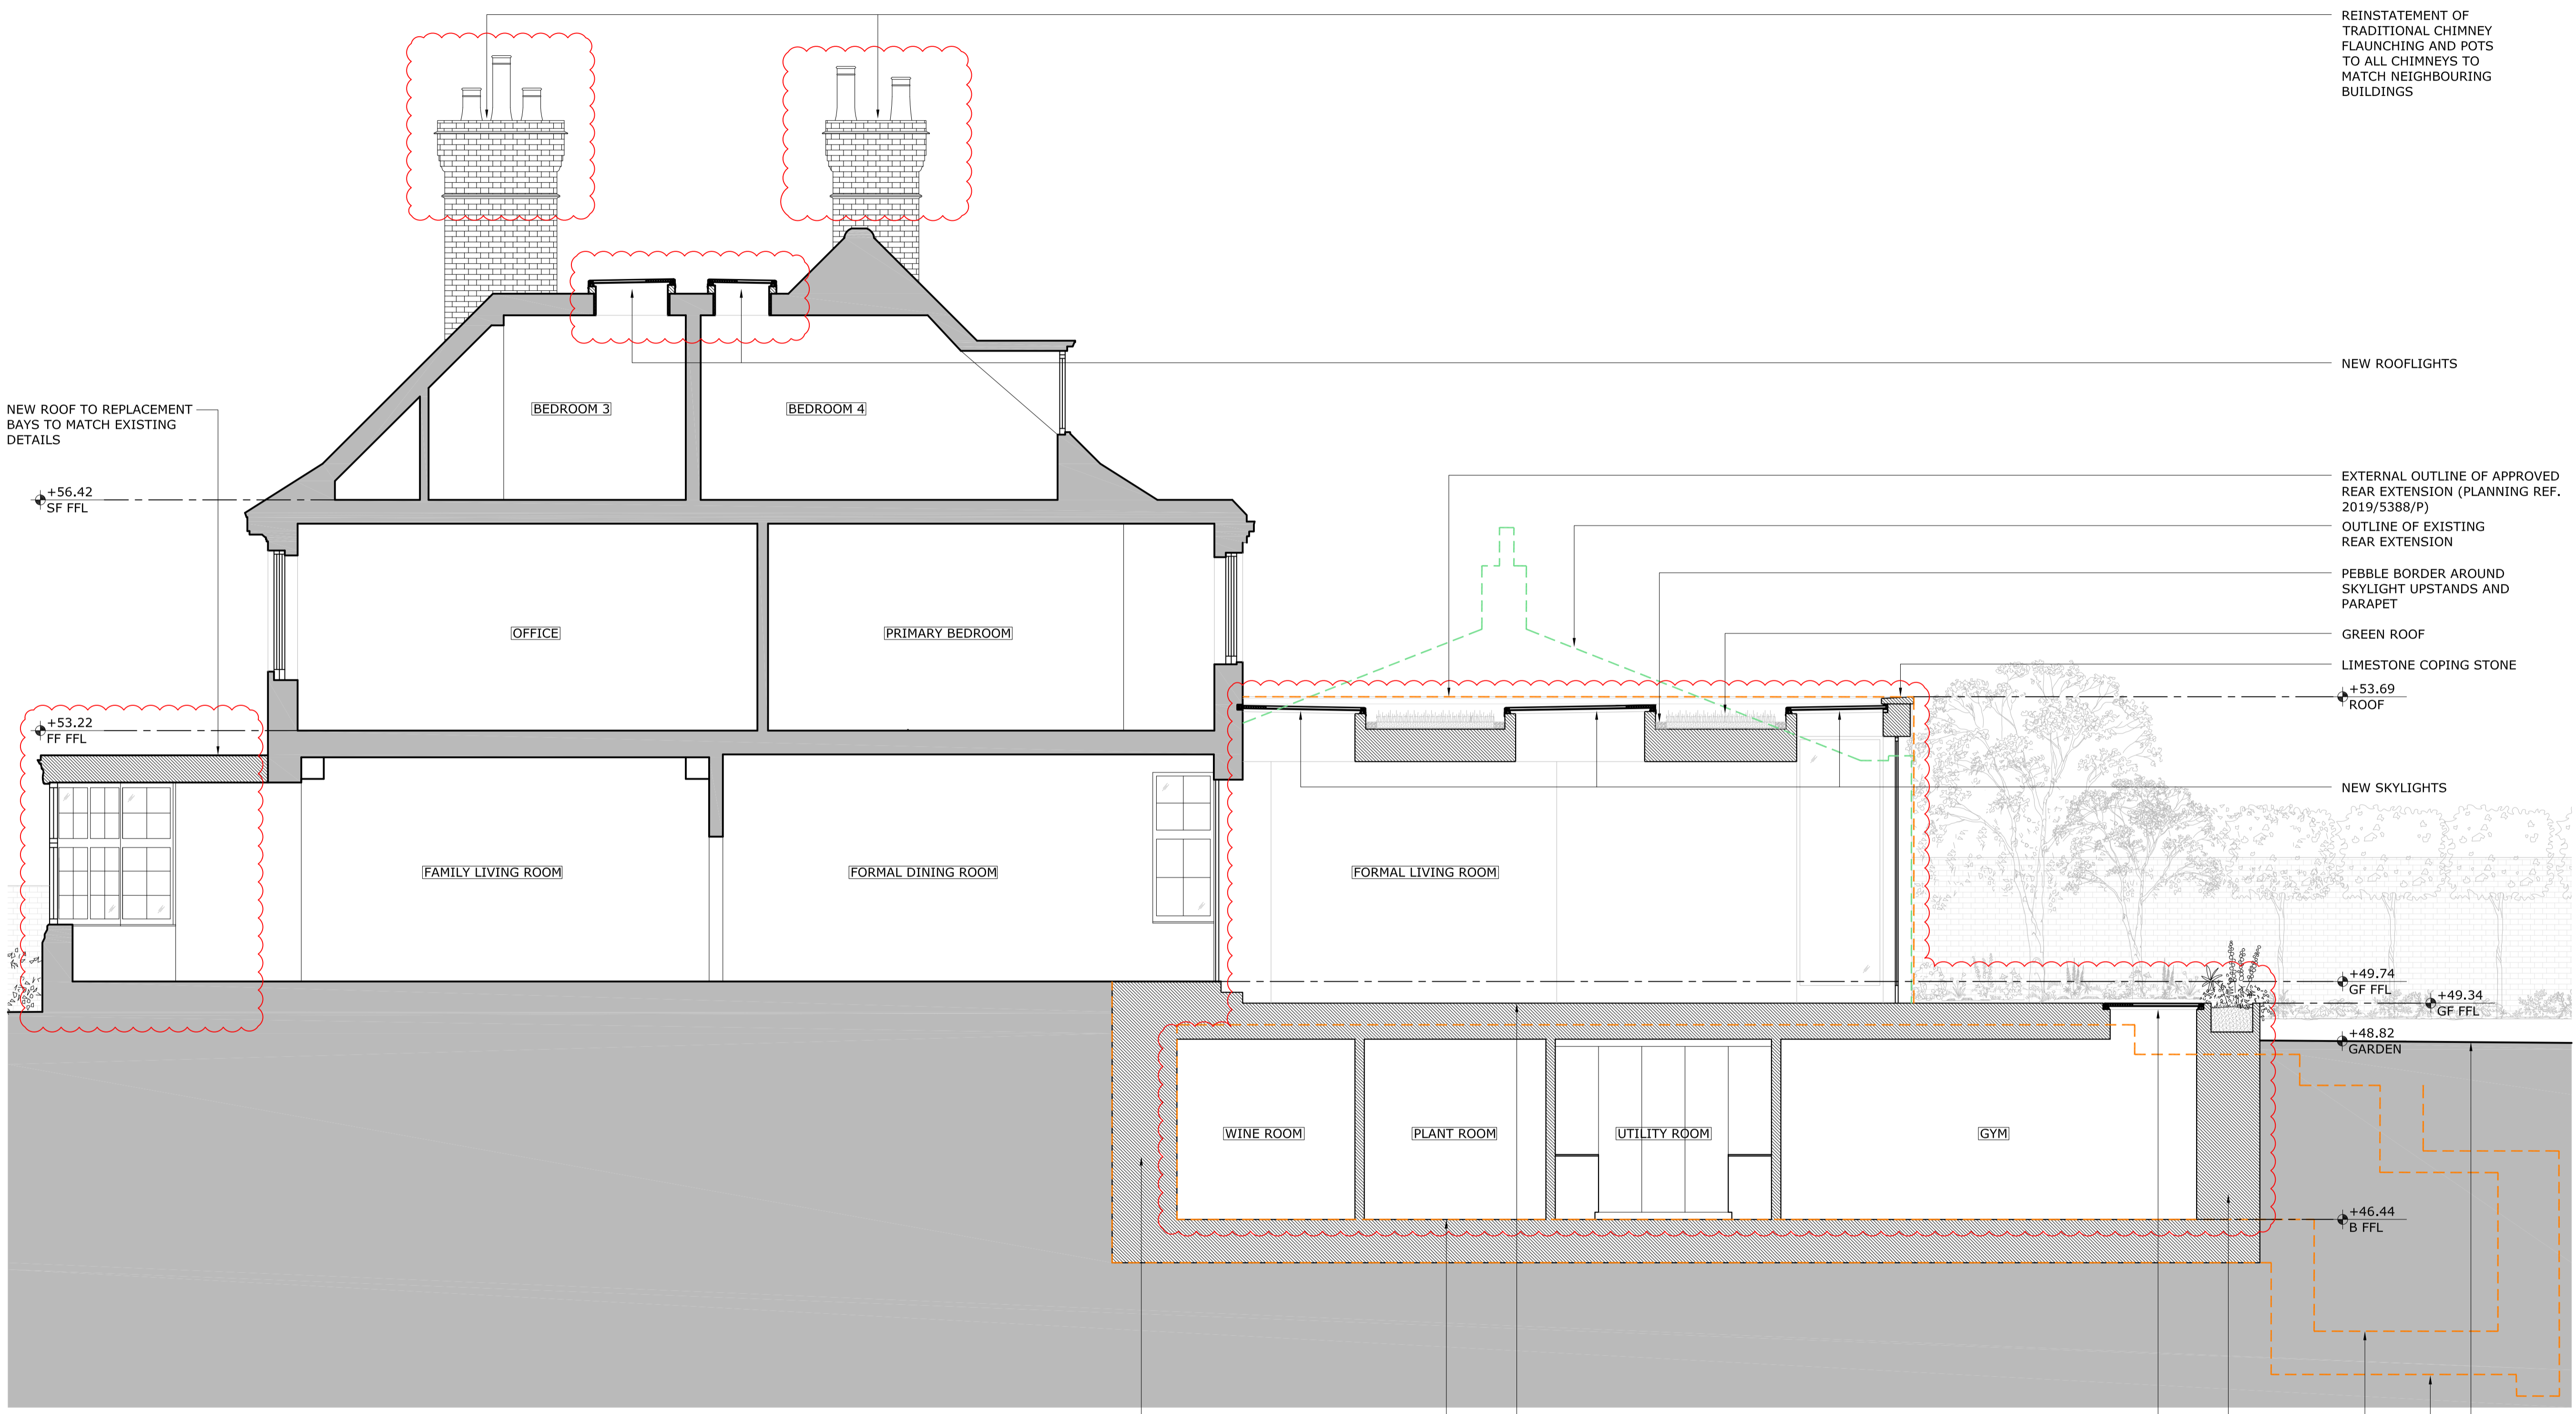 REINSTATEMENT OF
TRADITIONAL CHIMNEY
FLAUNCHING AND POTS
TO ALL CHIMNEYS TO
MATCH NEIGHBOURING
BUILDINGS
NEW ROOFLIGHTS
NEW ROOF TO REPLACEMENT
BAYS TO MATCH EXISTING
DETAILS
BEDROOM 3
BEDROOM 4
+56.42
SF FFL
EXTERNAL OUTLINE OF APPROVED
REAR EXTENSION (PLANNING REF.
2019/5388/P)
OUTLINE OF EXISTING
REAR EXTENSION
PEBBLE BORDER AROUND
SKYLIGHT UPSTANDS AND
PARAPET
OFFICE
PRIMARY BEDROOM
GREEN ROOF
LIMESTONE COPING STONE
+53.69
ROOF
+53.22
FF FFL
NEW SKYLIGHTS
FAMILY LIVING ROOM
FORMAL DINING ROOM
FORMAL LIVING ROOM
+49.74
GF FFL
+49.34
GF FFL
+48.82
GARDEN
WINE ROOM
PLANT ROOM
UTILITY ROOM
GYM
+46.44
B FFL